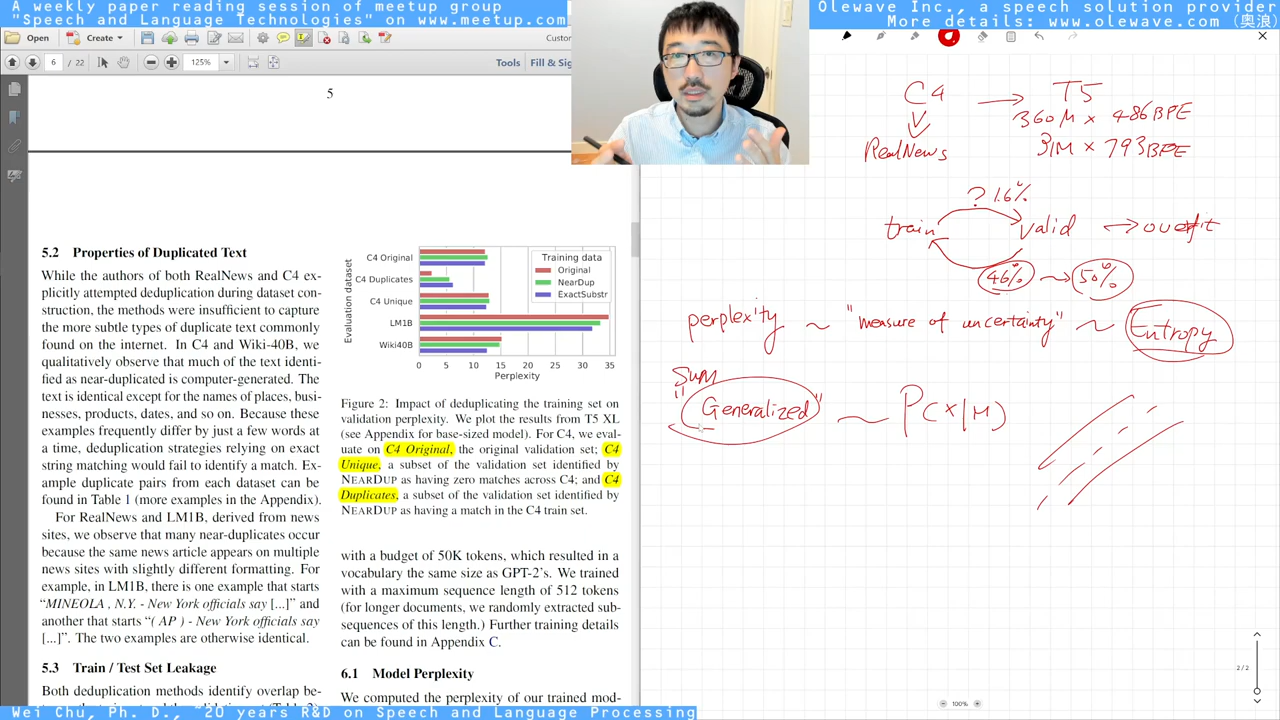 A weekly paper reading session of meetup group
"Speech and Language Technologies" on www.meetup.com
Olewave Inc., a speech solution provider
More details: www.olewave.com (奥浪)
Open
Create
Custom
6 / 22
125%
Tools
Fill & Sig
5
5.2 Properties of Duplicated Text
While the authors of both RealNews and C4 ex-
plicitly attempted deduplication during dataset con-
struction, the methods were insufficient to capture
the more subtle types of duplicate text commonly
found on the internet. In C4 and Wiki-40B, we
qualitatively observe that much of the text identi-
fied as near-duplicated is computer-generated. The
text is identical except for the names of places, busi-
nesses, products, dates, and so on. Because these
examples frequently differ by just a few words at
a time, deduplication strategies relying on exact
string matching would fail to identify a match. Ex-
ample duplicate pairs from each dataset can be
found in Table 1 (more examples in the Appendix).
For RealNews and LM1B, derived from news
sites, we observe that many near-duplicates occur
because the same news article appears on multiple
news sites with slightly different formatting. For
example, in LM1B, there is one example that starts
"MINEOLA , N.Y. - New York officials say [...]" and
another that starts "( AP ) - New York officials say
[...]". The two examples are otherwise identical.
5.3 Train / Test Set Leakage
Both deduplication methods identify overlap be-
Evaluation dataset
C4 Original
C4 Duplicates
C4 Unique
LM1B
Wiki40B
Training data
Original
NearDup
ExactSubstr
0 5 10 15 20 25 30 35
Perplexity
Figure 2: Impact of deduplicating the training set on
validation perplexity. We plot the results from T5 XL
(see Appendix for base-sized model). For C4, we eval-
uate on C4 Original, the original validation set; C4
Unique, a subset of the validation set identified by
NEARDUP as having zero matches across C4; and C4
Duplicates, a subset of the validation set identified by
NEARDUP as having a match in the C4 train set.
with a budget of 50K tokens, which resulted in a
vocabulary the same size as GPT-2's. We trained
with a maximum sequence length of 512 tokens
(for longer documents, we randomly extracted sub-
sequences of this length.) Further training details
can be found in Appendix C.
6.1 Model Perplexity
We computed the perplexity of our trained mod-
C4 → T5
360M × 486BPE
RealNews 31M × 793BPE
? 1.6%
train valid → overfit
46% → 50%
perplexity ~ "measure of uncertainty" ~ Entropy
Sum
"Generalized" ~ P(x|M)
2/2
100%
Wei Chu, Ph. D., 20 year's R&D on Speech and Language Processing